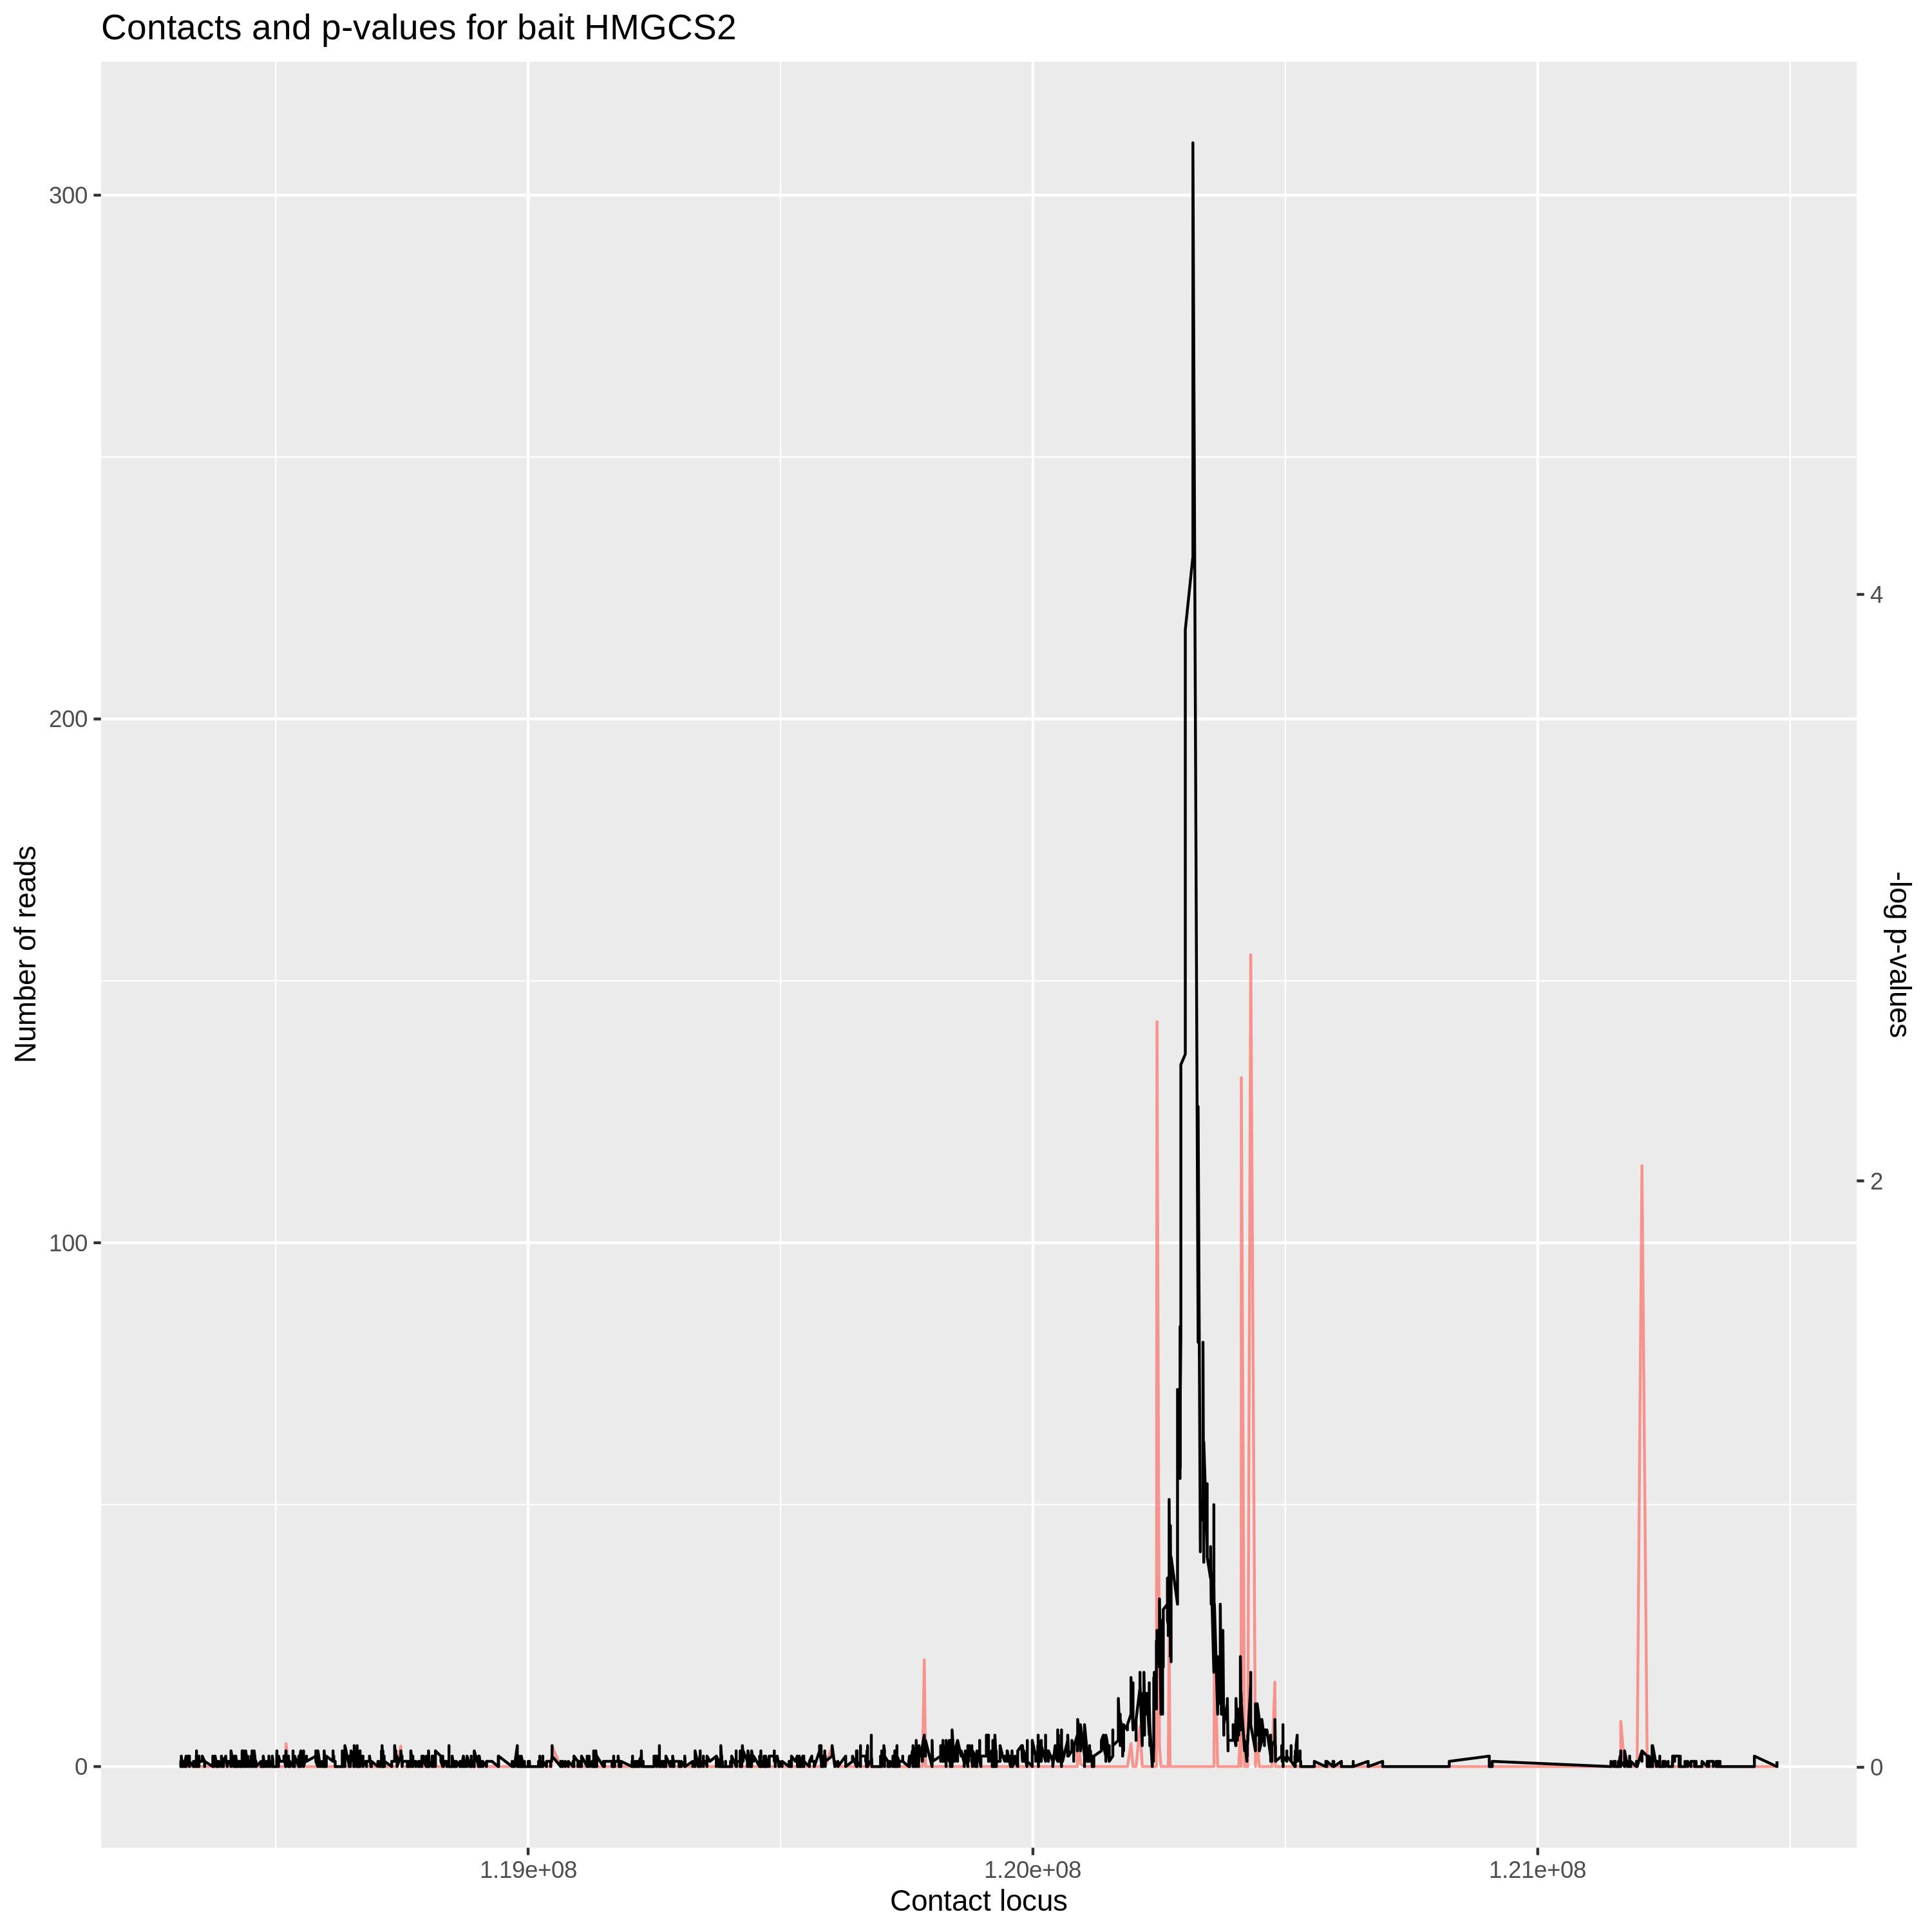 Contacts and p-values for bait HMGCS2
300
200
100
0
Number of reads
4
2
0
-log p-values
1.19e+08
1.20e+08
1.21e+08
Contact locus